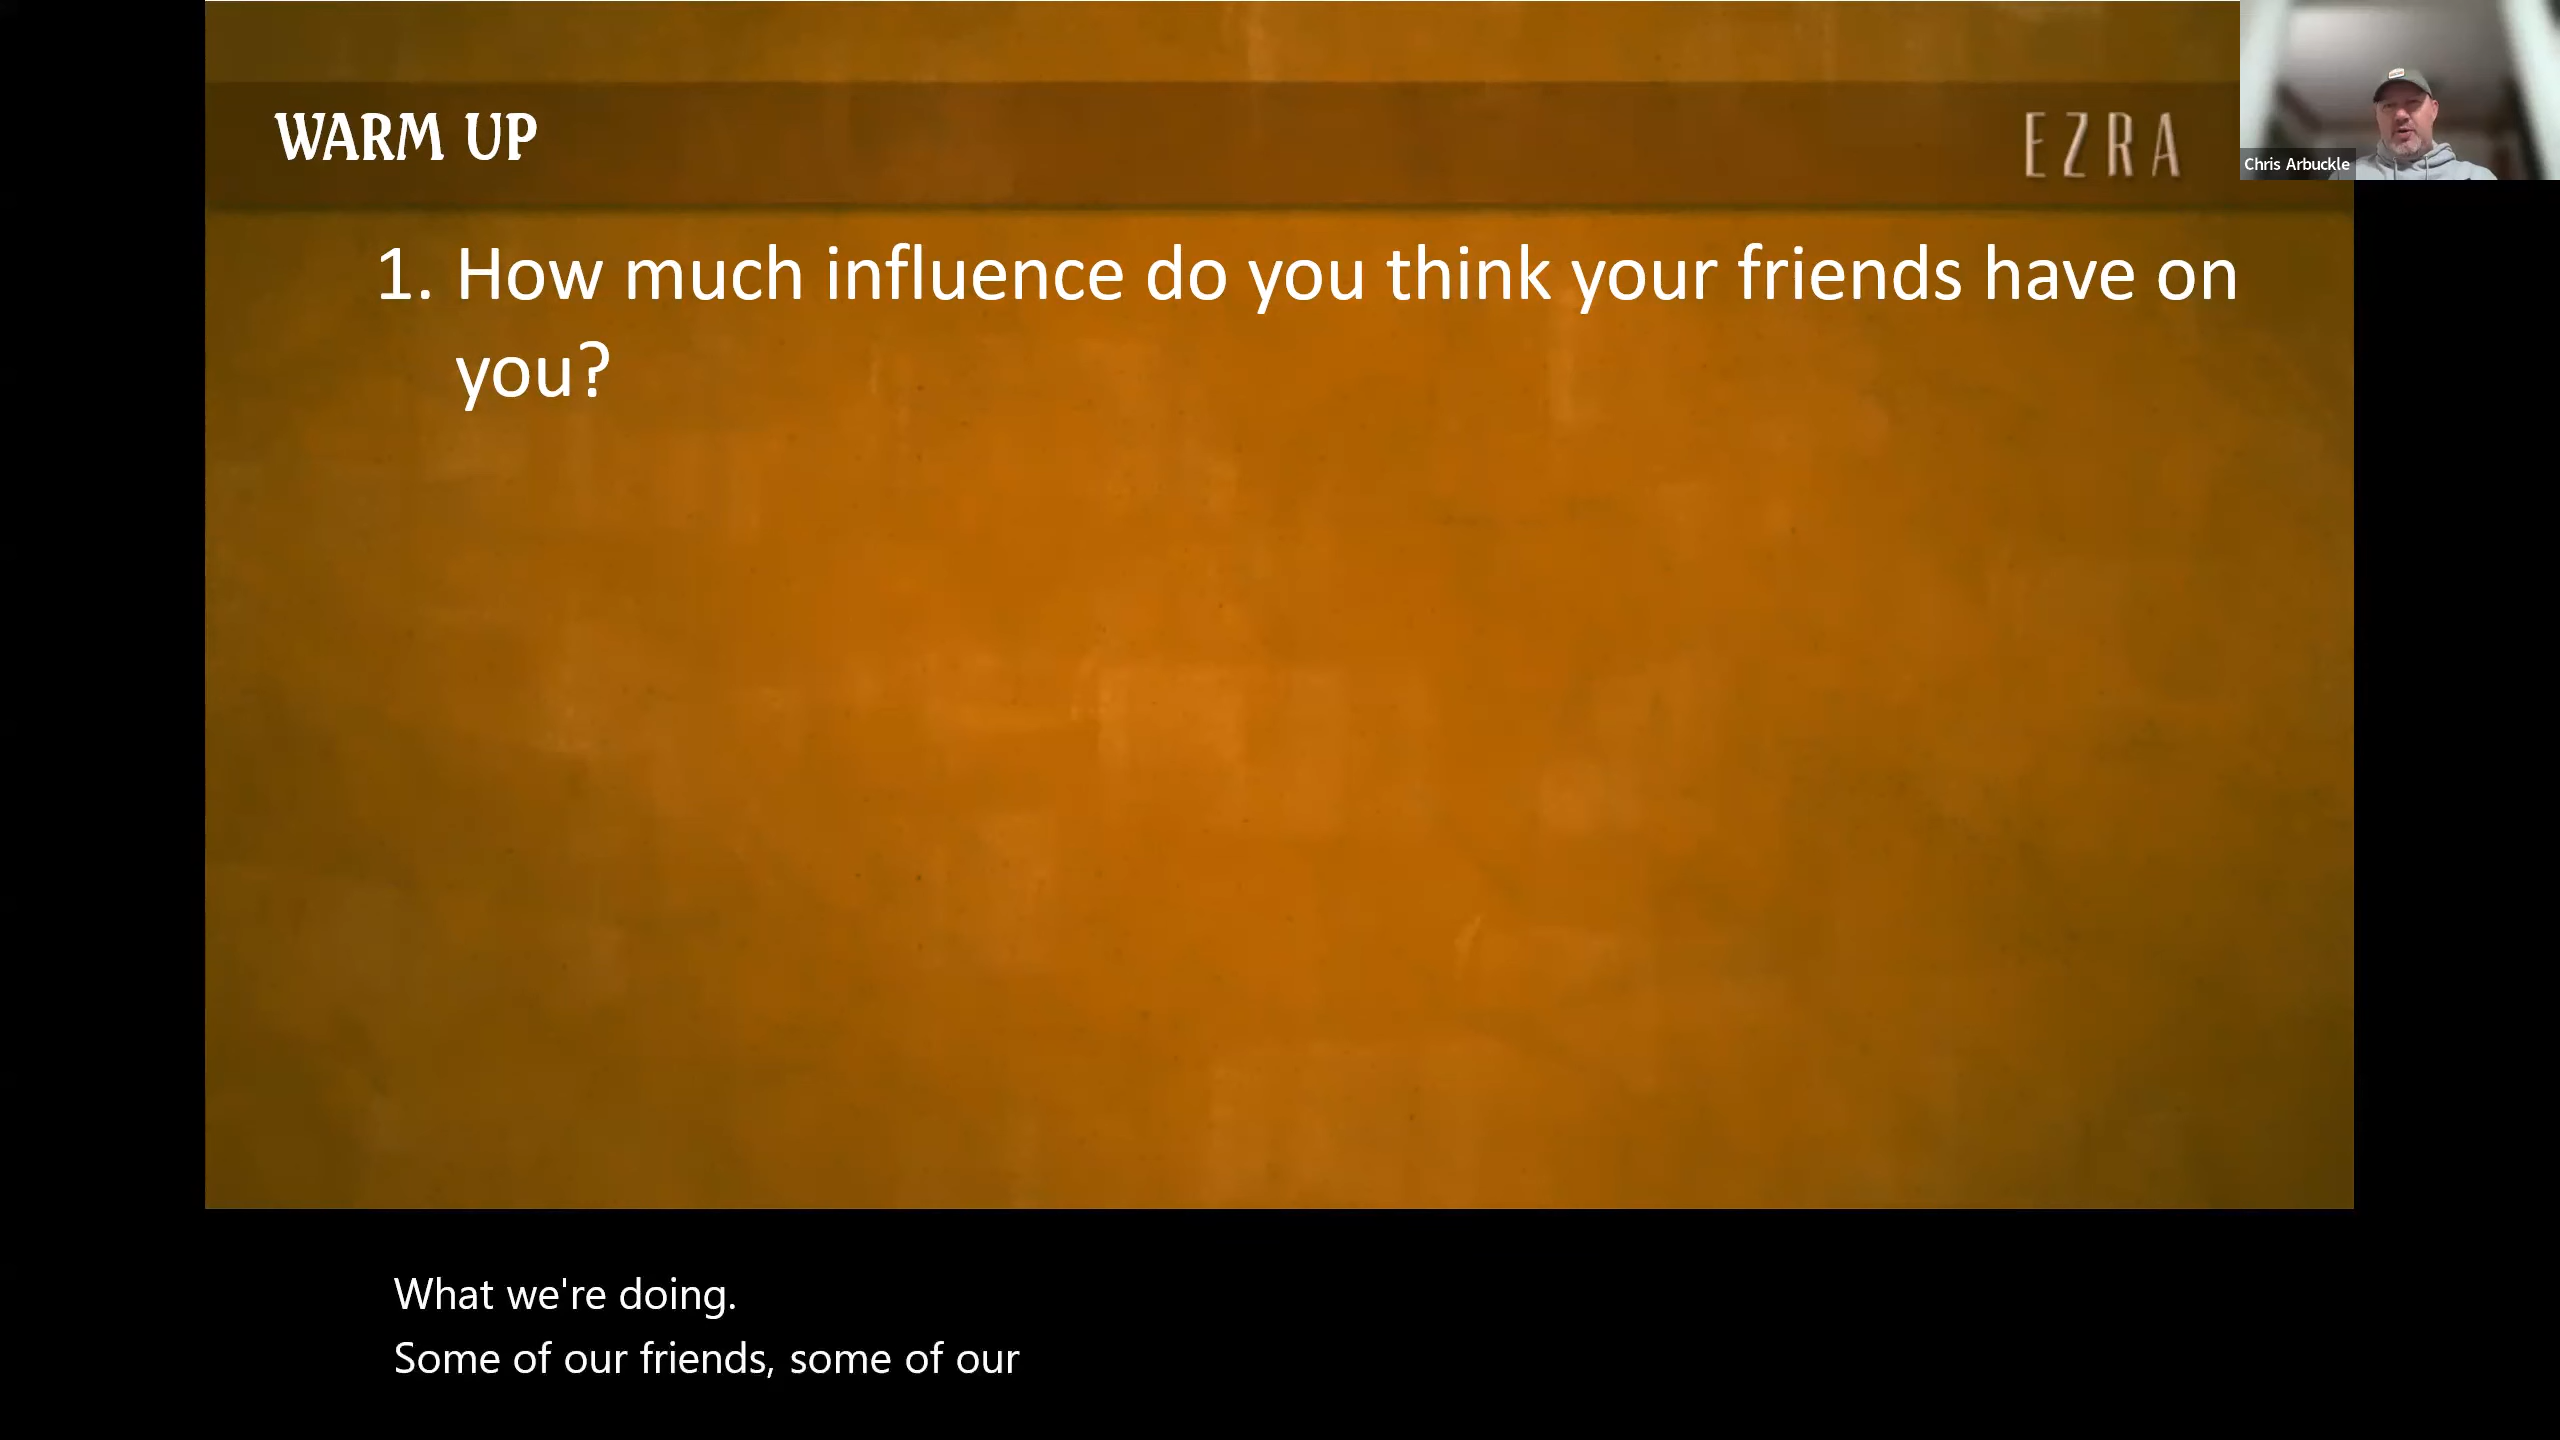 WARM UP
EZRA
Chris Arbuckle
1. How much influence do you think your friends have on
you?
What we're doing.
Some of our friends, some of our